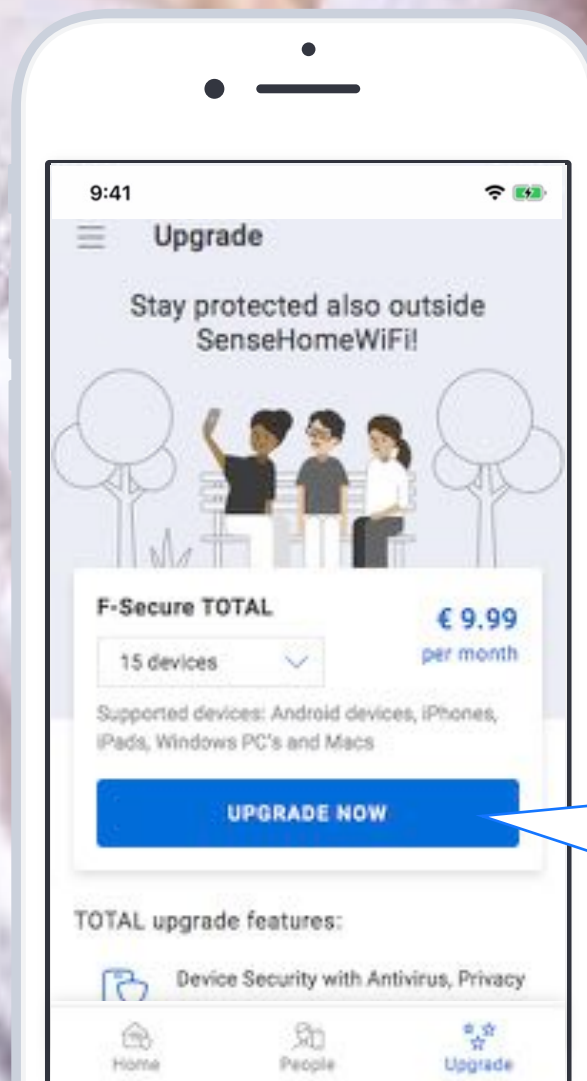 9:41
Upgrade
Stay protected also outside
SenseHomeWiFi!
F-Secure TOTAL
€ 9.99
15 devices
per month
Supported devices: Android devices, iPhones,
iPads, Windows PC's and Macs
UPGRADE NOW
TOTAL upgrade features:
Device Security with Antivirus, Privacy
Home
People
Upgrade